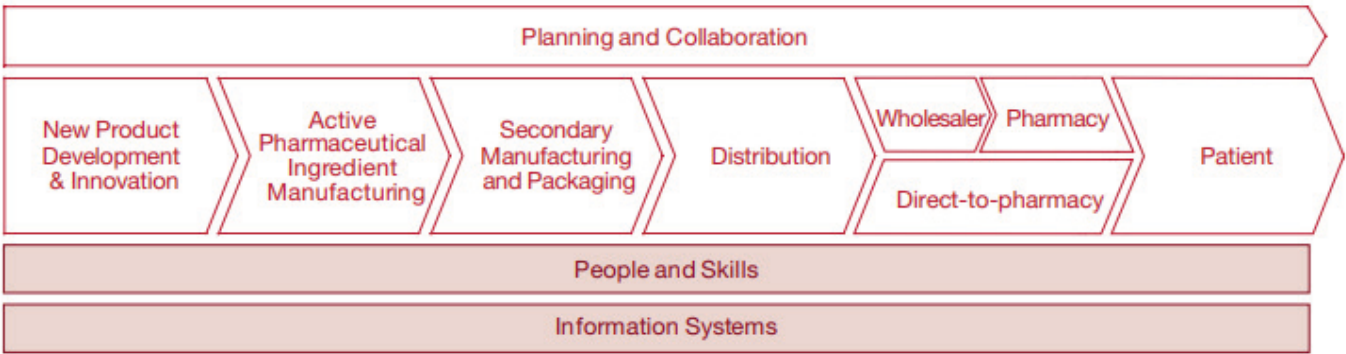 Planning and Collaboration
New Product
Development
& Innovation
Active
Pharmaceutical
Ingredient
Manufacturing
Secondary
Manufacturing
and Packaging
Distribution
Wholesaler
Pharmacy
Direct-to-pharmacy
Patient
People and Skills
Information Systems